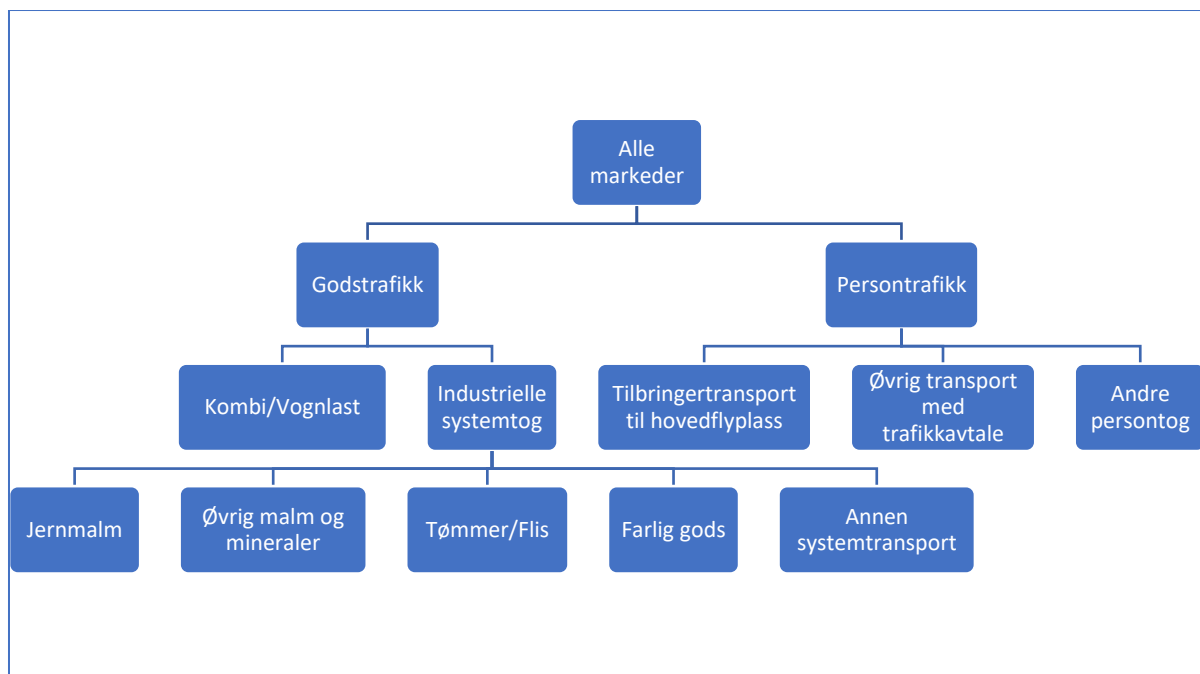 Alle
markeder
Godstrafikk
Persontrafikk
Kombi/Vognlast
Industrielle
systemtog
Tilbringertransport
til hovedflyplass
Øvrig transport
med
trafikkavtale
Andre
persontog
Jernmalm
Øvrig malm og
mineraler
Tømmer/Flis
Farlig gods
Annen
systemtransport